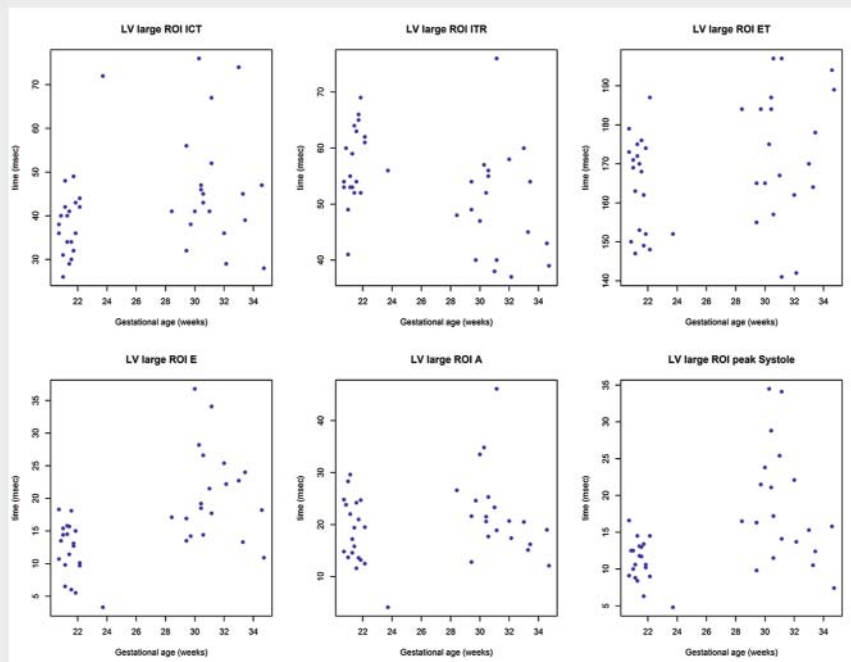 LV large ROI ICT
LV large ROI ITR
LV large ROI ET
time (msec)
30 40 50 60 70
22 24 26 28 30 32 34
Gestational age (weeks)
time (msec)
40 50 60 70
22 24 26 28 30 32 34
Gestational age (weeks)
time (msec)
140 150 160 170 180 190
22 24 26 28 30 32 34
Gestational age (weeks)
LV large ROI E
LV large ROI A
LV large ROI peak Systole
time (msec)
5 10 15 20 25 30 35
22 24 26 28 30 32 34
Gestational age (weeks)
time (msec)
10 20 30 40
22 24 26 28 30 32 34
Gestational age (weeks)
time (msec)
5 10 15 20 25 30 35
22 24 26 28 30 32 34
Gestational age (weeks)